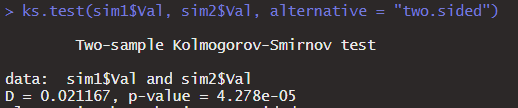 > ks.test(sim1$Val, sim2$Val, alternative = "two.sided")
Two-sample Kolmogorov-Smirnov test
data:  sim1$Val and sim2$Val
D = 0.021167, p-value = 4.278e-05